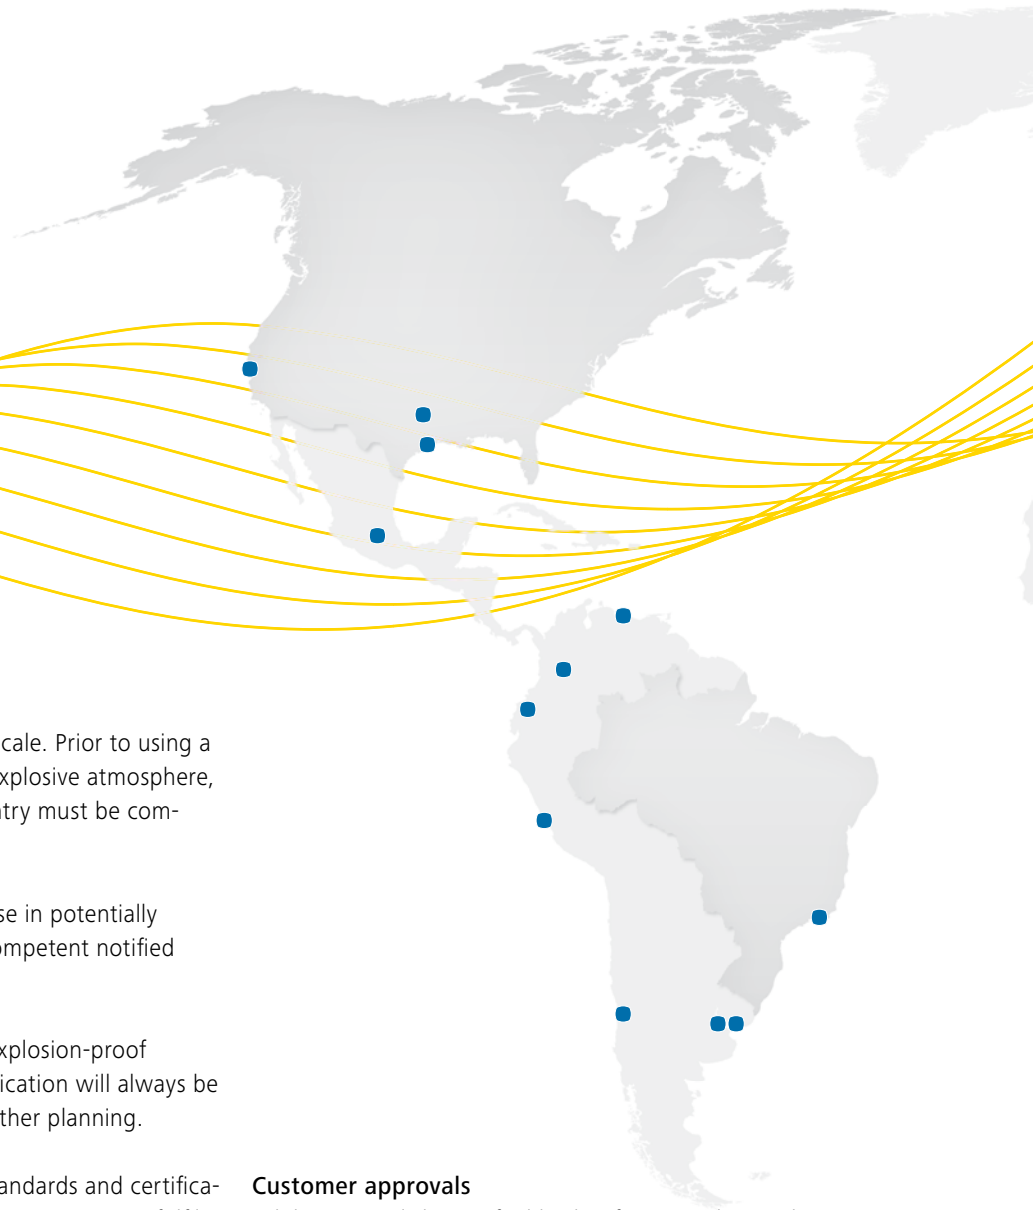 cale. Prior to using a
xplosive atmosphere,
ntry must be com-
se in potentially
ompetent notified
xplosion-proof
ication will always be
ther planning.
andards and certifica-
Customer approvals